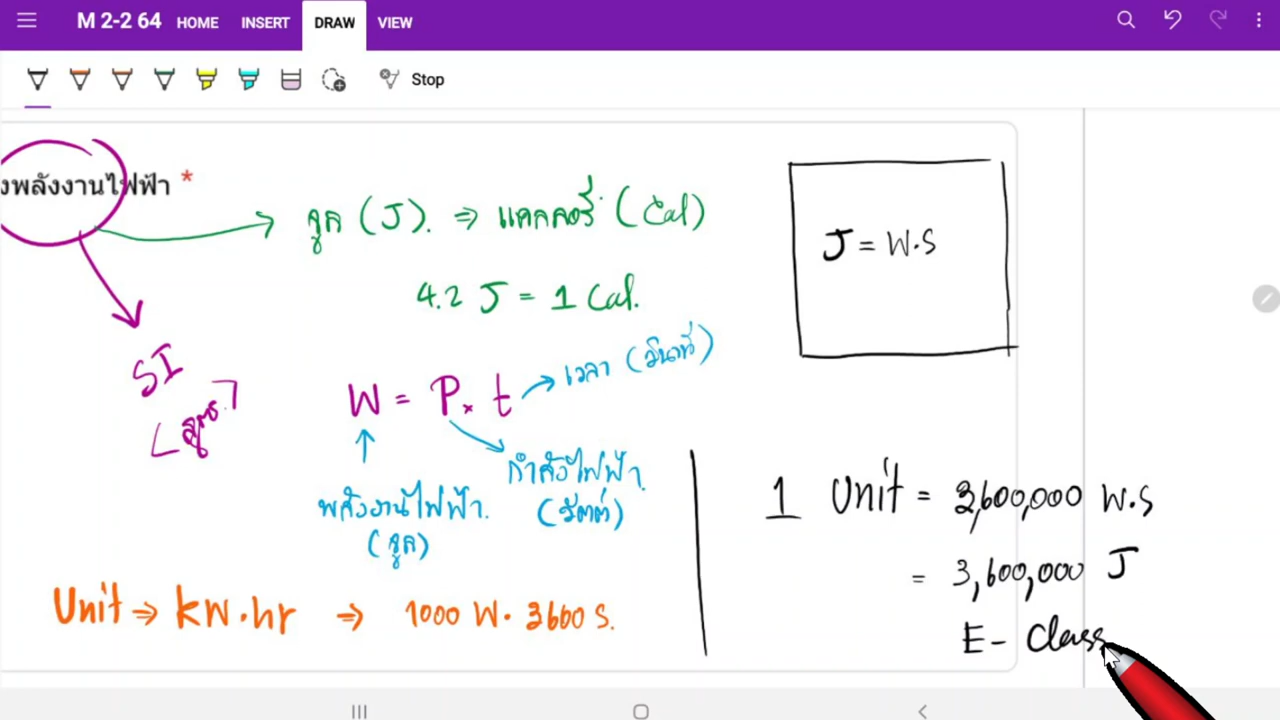 M 2-2 64 HOME INSERT DRAW VIEW
Stop
งพลังงานไฟฟ้า *
จูล (J). ⇒ แคลลอรี่ (Cal)
4.2 J = 1 Cal.
J = W.S
SI
W = P × t → เวลา (วินาที่)
กำลังไฟฟ้า.
(วัตต์)
พลังงานไฟฟ้า.
(จูล)
Unit ⇒ kW.hr ⇒ 1000 W. 3600 S.
1 Unit = 3,600,000 W.S
= 3,600,000 J
E- Class